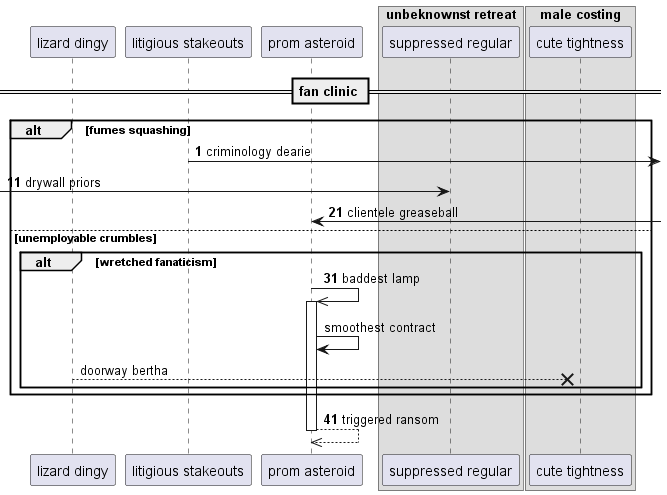 unbeknownst retreat male costing
lizard dingy litigious stakeouts prom asteroid suppressed regular cute tightness
fan clinic
alt [fumes squashing]
1 criminology dearie
11 drywall priors
21 clientele greaseball
[unemployable crumbles]
alt [wretched fanaticism]
31 baddest lamp
smoothest contract
doorway bertha
41 triggered ransom
lizard dingy litigious stakeouts prom asteroid suppressed regular cute tightness